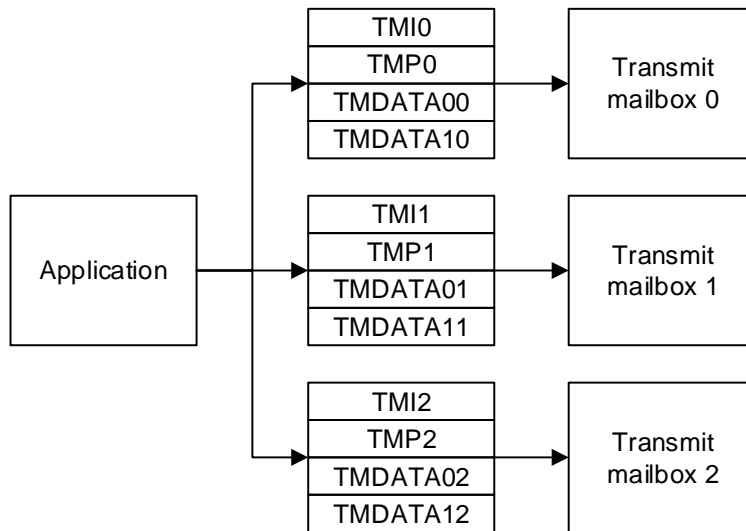 Application
TMI0
TMP0
TMDATA00
TMDATA10
Transmit
mailbox 0
TMI1
TMP1
TMDATA01
TMDATA11
Transmit
mailbox 1
TMI2
TMP2
TMDATA02
TMDATA12
Transmit
mailbox 2